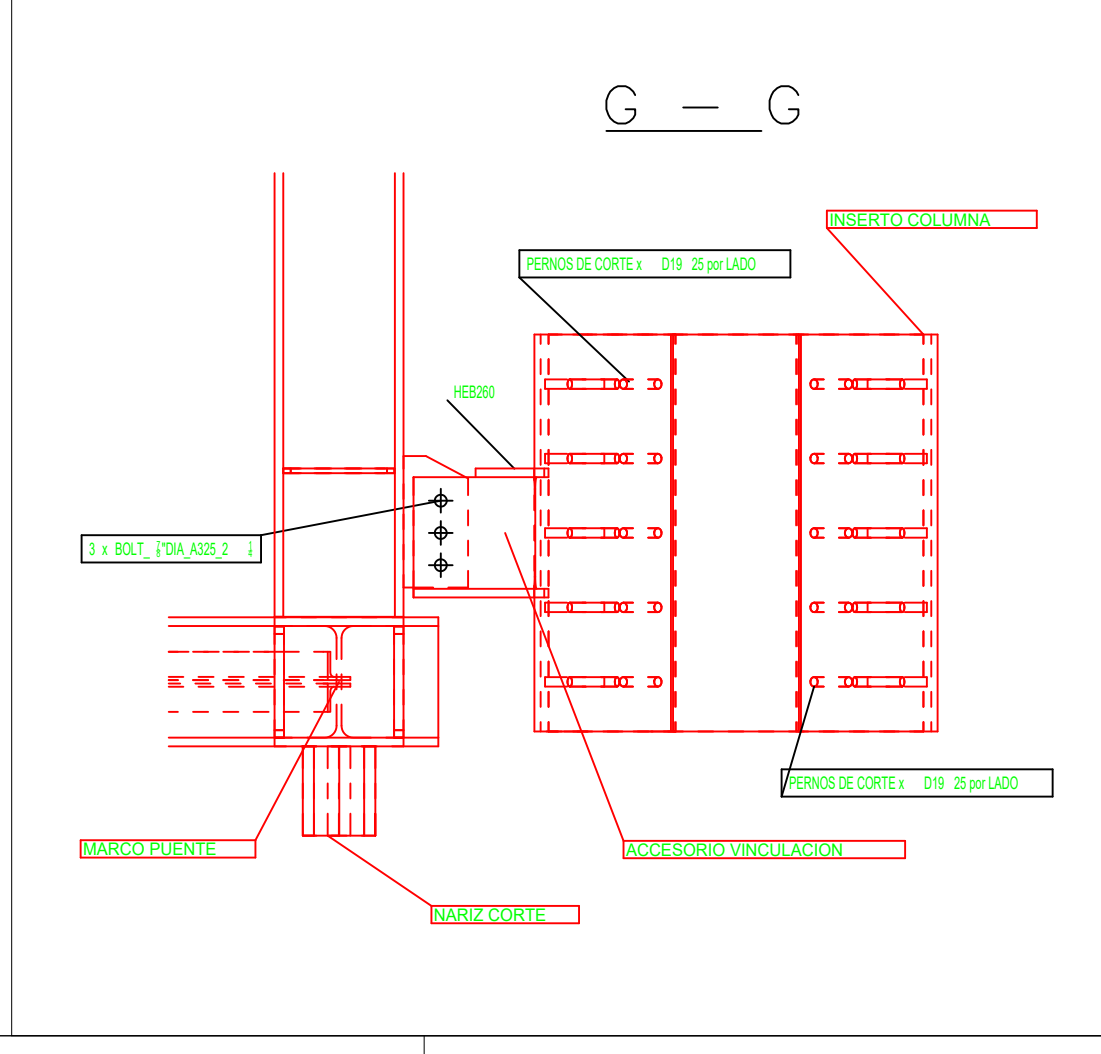 G - G
INSERTO COLUMNA
PERNOS DE CORTE x D19 25 por LADO
HEB260
3 x BOLT_ 7/8"DIA_A325_2 1/4
PERNOS DE CORTE x D19 25 por LADO
MARCO PUENTE
ACCESORIO VINCULACION
NARIZ CORTE